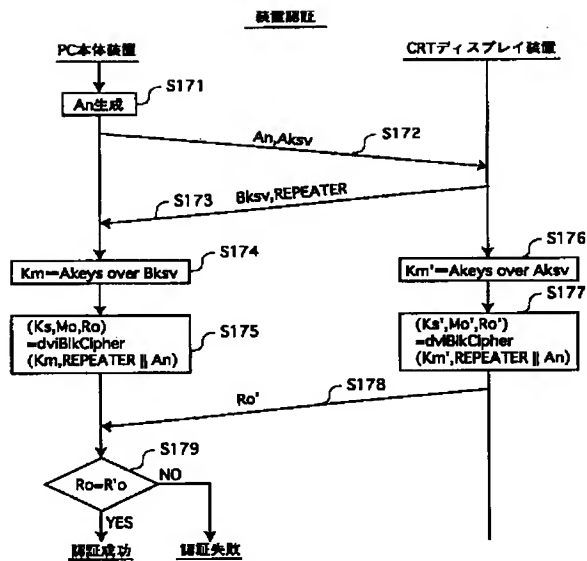 装置認証
PC本体装置
CRTディスプレイ装置
S171
An生成
S172
An,Aksv
S173
Bksv,REPEATER
S174
Km=Akeys over Bksv
S176
Km'=Akeys over Aksv
S175
(Ks,Mo,Ro)
=dviBlkCipher
(Km,REPEATER || An)
S177
(Ks',Mo',Ro')
=dviBlkCipher
(Km',REPEATER || An)
S178
Ro'
S179
Ro=R'o
NO
YES
認証成功
認証失敗